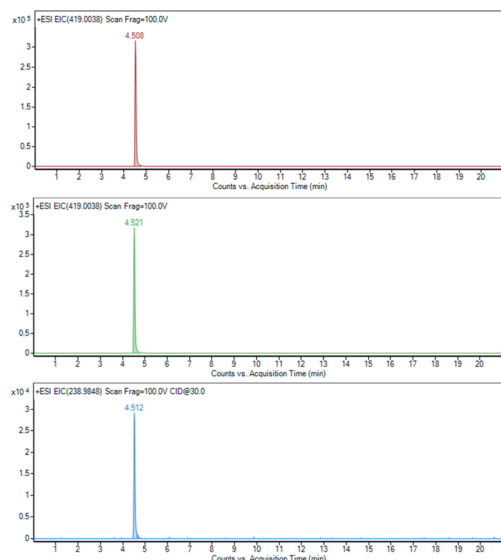 x10 5 +ESI EIC(419.0038) Scan Frag=100.0V
4.508
3
2.5
2
1.5
1
0.5
0
1 2 3 4 5 6 7 8 9 10 11 12 13 14 15 16 17 18 19 20
Counts vs. Acquisition Time (min)
x10 5 +ESI EIC(419.0038) Scan Frag=100.0V
3.5
4.521
3
2.5
2
1.5
1
0.5
0
1 2 3 4 5 6 7 8 9 10 11 12 13 14 15 16 17 18 19 20
Counts vs. Acquisition Time (min)
x10 4 +ESI EIC(238.9848) Scan Frag=100.0V CID@30.0
4.512
3
2.5
2
1.5
1
0.5
0
1 2 3 4 5 6 7 8 9 10 11 12 13 14 15 16 17 18 19 20
Counts vs. Acquisition Time (min)